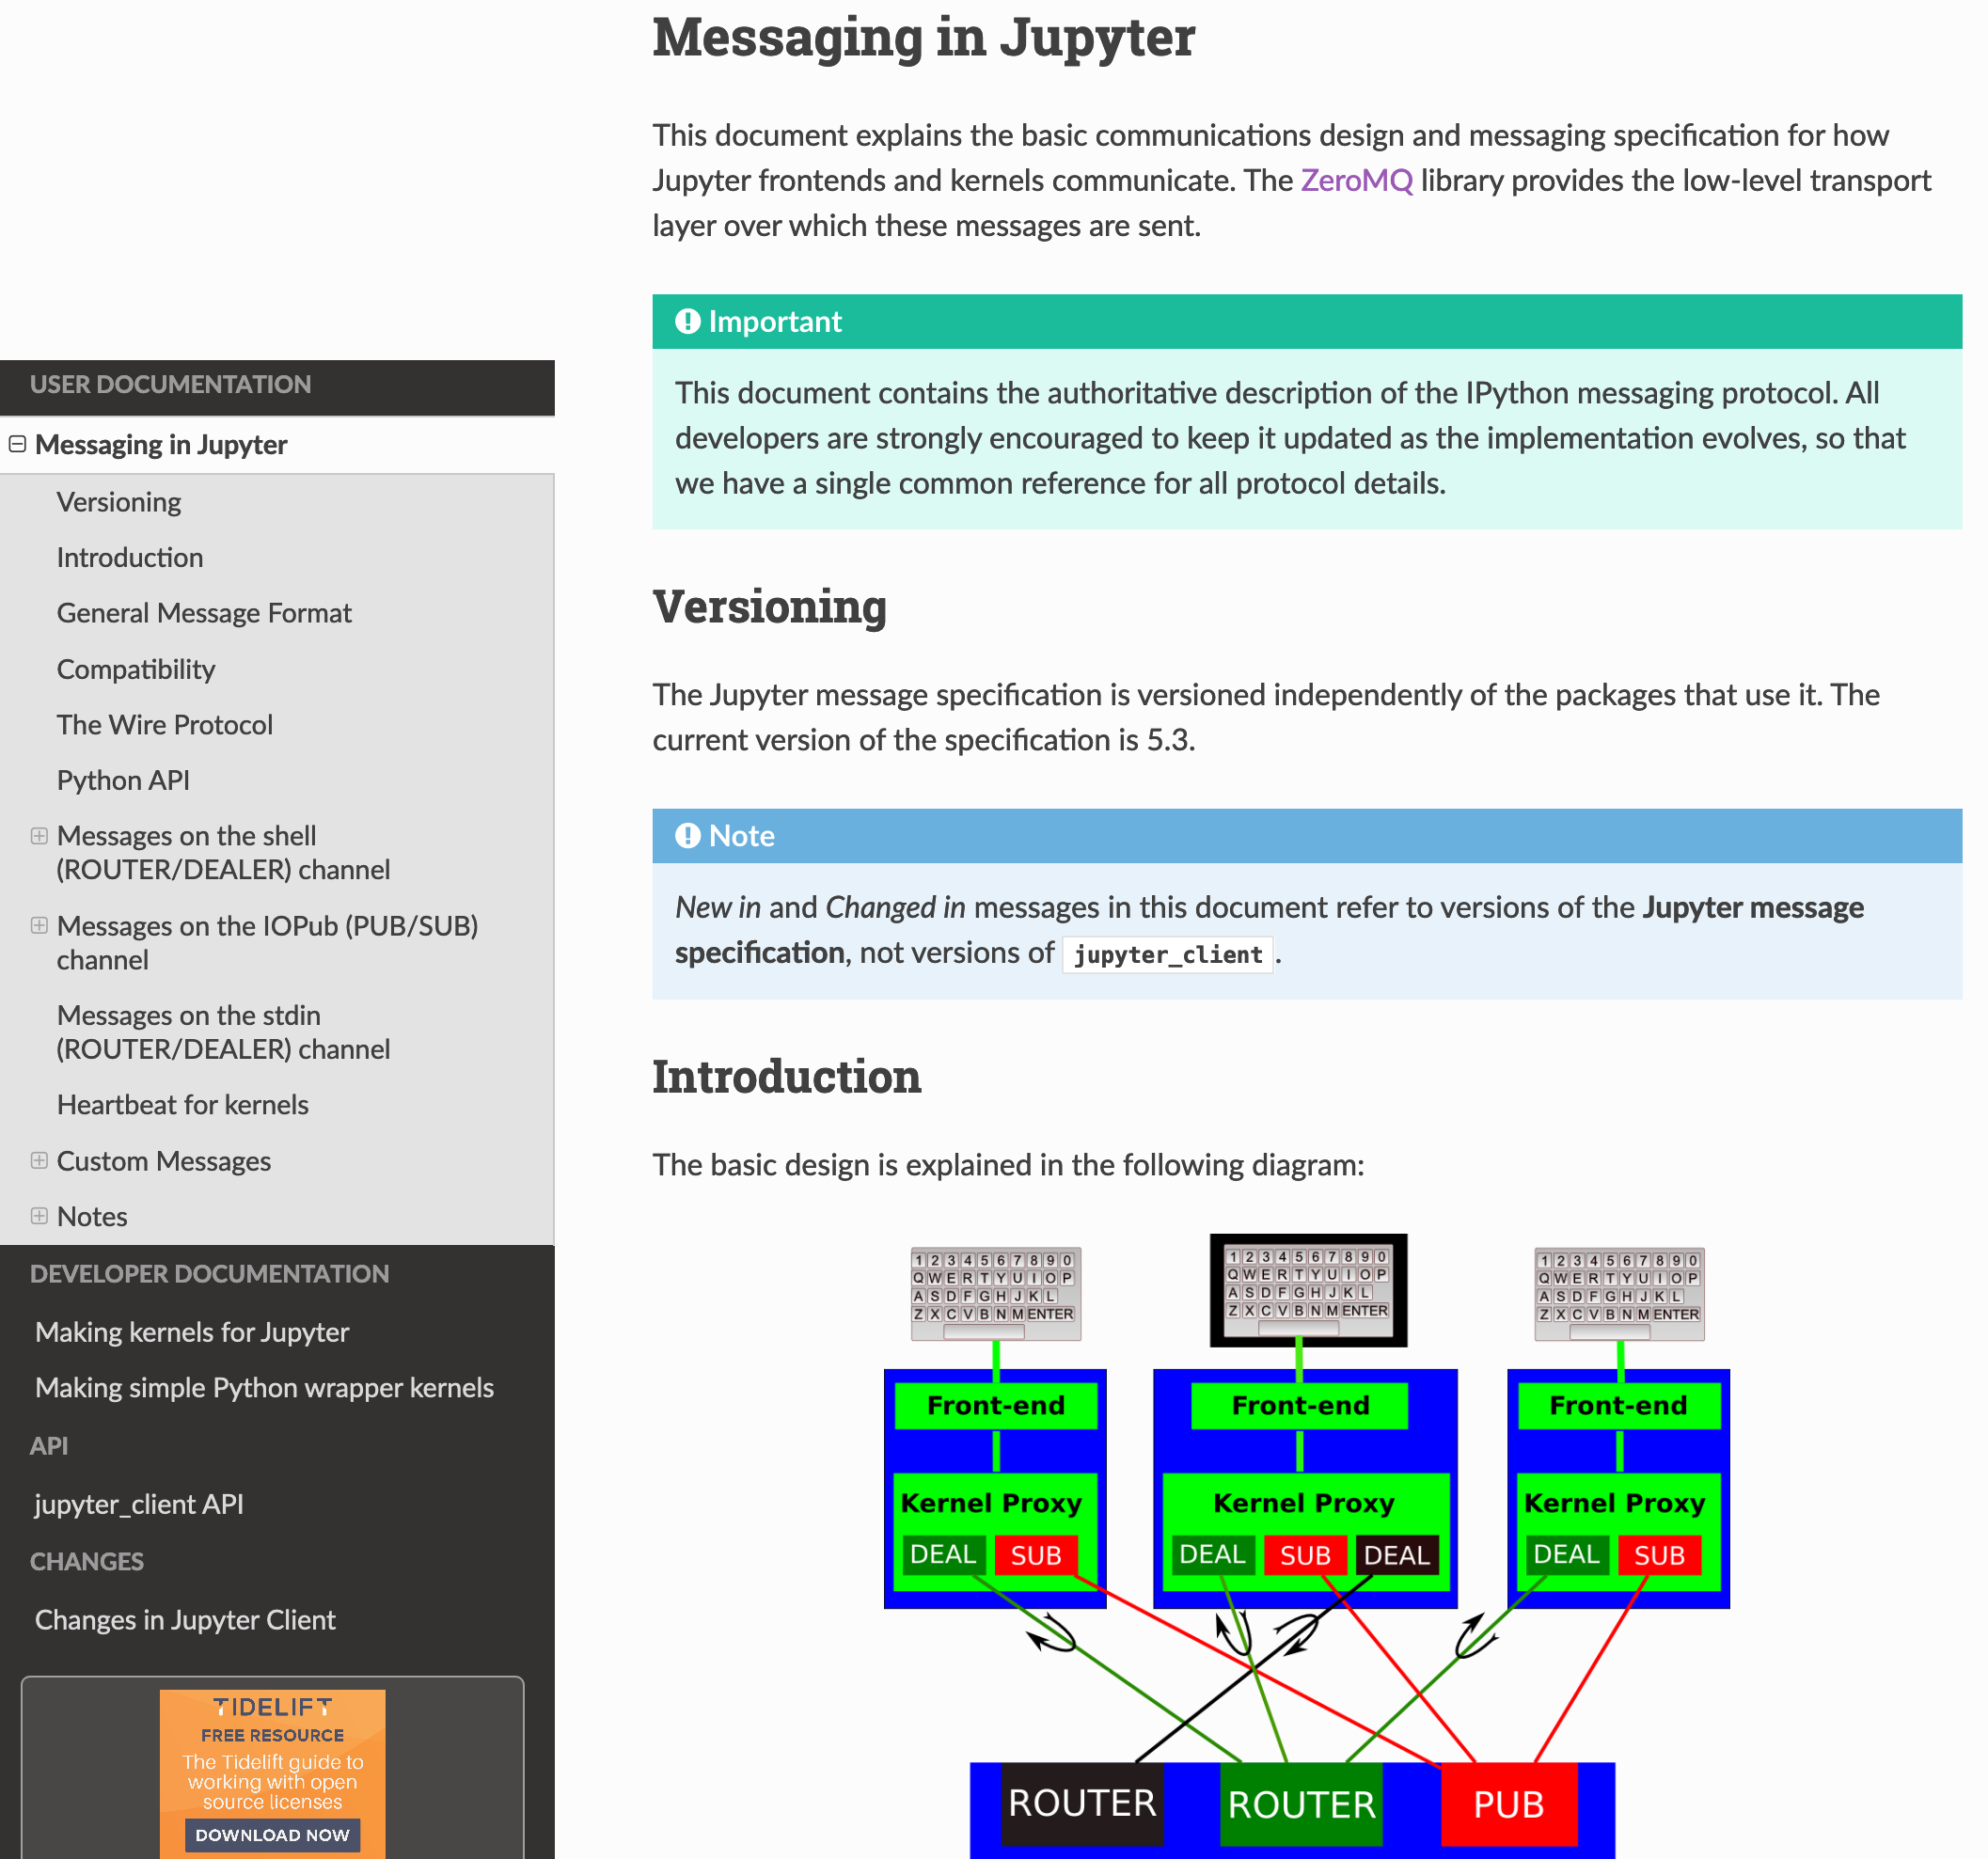 USER DOCUMENTATION
Messaging in Jupyter
Versioning
Introduction
General Message Format
Compatibility
The Wire Protocol
Python API
Messages on the shell
(ROUTER/DEALER) channel
Messages on the IOPub (PUB/SUB)
channel
Messages on the stdin
(ROUTER/DEALER) channel
Heartbeat for kernels
Custom Messages
Notes
DEVELOPER DOCUMENTATION
Making kernels for Jupyter
Making simple Python wrapper kernels
API
jupyter_client API
CHANGES
Changes in Jupyter Client
TIDELIFT
FREE RESOURCE
The Tidelift guide to
working with open
source licenses
DOWNLOAD NOW
Messaging in Jupyter
This document explains the basic communications design and messaging specification for how
Jupyter frontends and kernels communicate. The ZeroMQ library provides the low-level transport
layer over which these messages are sent.
Important
This document contains the authoritative description of the IPython messaging protocol. All
developers are strongly encouraged to keep it updated as the implementation evolves, so that
we have a single common reference for all protocol details.
Versioning
The Jupyter message specification is versioned independently of the packages that use it. The
current version of the specification is 5.3.
Note
New in and Changed in messages in this document refer to versions of the Jupyter message
specification, not versions of jupyter_client.
Introduction
The basic design is explained in the following diagram:
1 2 3 4 5 6 7 8 9 0
Q W E R T Y U I O P
A S D F G H J K L
Z X C V B N M ENTER
1 2 3 4 5 6 7 8 9 0
Q W E R T Y U I O P
A S D F G H J K L
Z X C V B N M ENTER
1 2 3 4 5 6 7 8 9 0
Q W E R T Y U I O P
A S D F G H J K L
Z X C V B N M ENTER
Front-end
Front-end
Front-end
Kernel Proxy
Kernel Proxy
Kernel Proxy
DEAL SUB
DEAL SUB DEAL
DEAL SUB
ROUTER ROUTER PUB